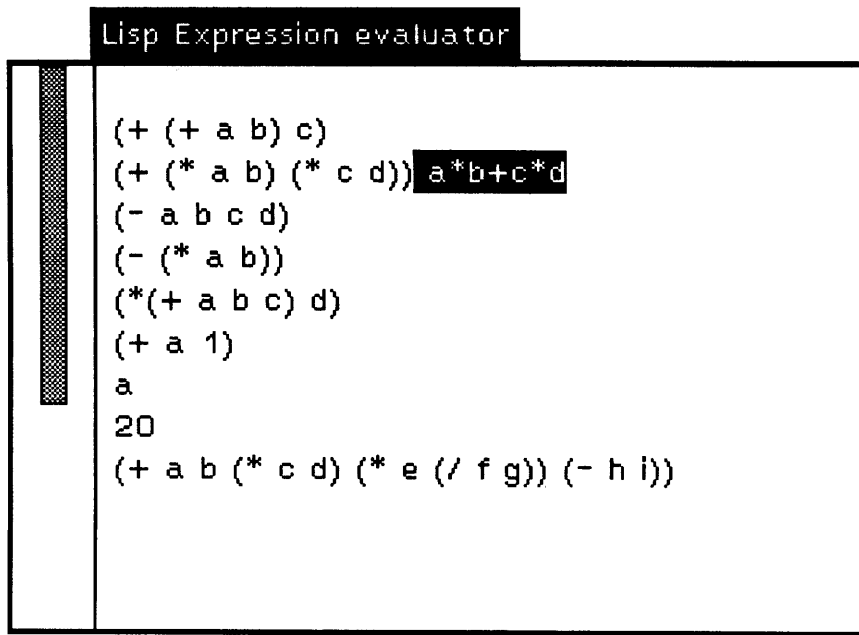 Lisp Expression evaluator
(+ (+ a b) c)
(+ (* a b) (* c d)) a*b+c*d
(- a b c d)
(- (* a b))
(*(+ a b c) d)
(+ a 1)
a
20
(+ a b (* c d) (* e (/ f g)) (- h i))